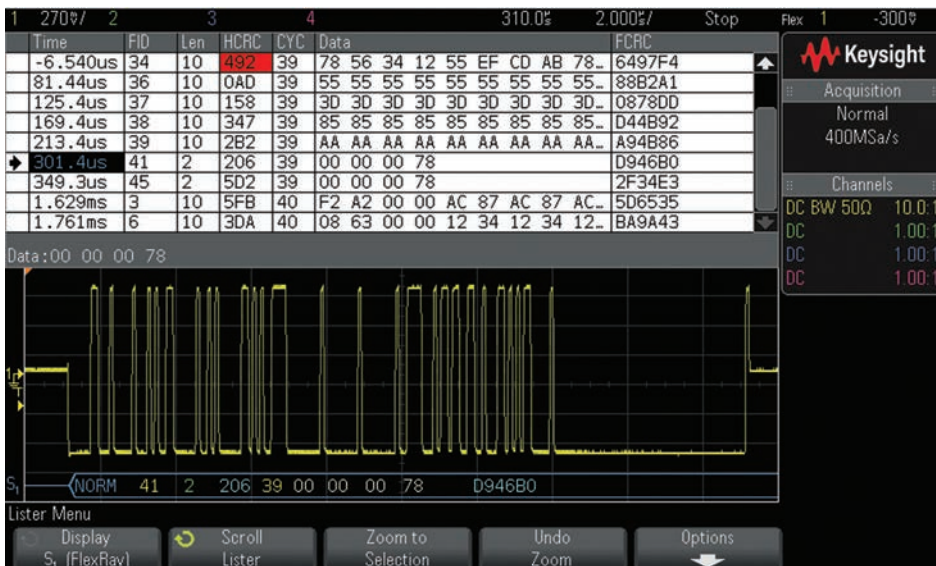 1 270♈/ 2 3 4 310.0s 2.000s/ Stop Flex 1 -300♈
Time FID Len HCRC CYC Data FCRC
-6.540us 34 10 492 39 78 56 34 12 55 EF CD AB 78… 6497F4
81.44us 36 10 0AD 39 55 55 55 55 55 55 55 55 55… 88B2A1
125.4us 37 10 158 39 3D 3D 3D 3D 3D 3D 3D 3D 3D… 0878DD
169.4us 38 10 347 39 85 85 85 85 85 85 85 85 85… D44B92
213.4us 39 10 2B2 39 AA AA AA AA AA AA AA AA AA… A94B86
301.4us 41 2 206 39 00 00 00 78 D946B0
349.3us 45 2 5D2 39 00 00 00 78 2F34E3
1.629ms 3 10 5FB 40 F2 A2 00 00 AC 87 AC 87 AC… 5D6535
1.761ms 6 10 3DA 40 08 63 00 00 12 34 12 34 12… BA9A43
Keysight
Acquisition
Normal
400MSa/s
Channels
DC BW 50Ω 10.0:1
DC 1.00:1
DC 1.00:1
DC 1.00:1
Data:00 00 00 78
S₁ NORM 41 2 206 39 00 00 00 78 D946B0
Lister Menu
Display
S₁ (FlexRay)
Scroll
Lister
Zoom to
Selection
Undo
Zoom
Options